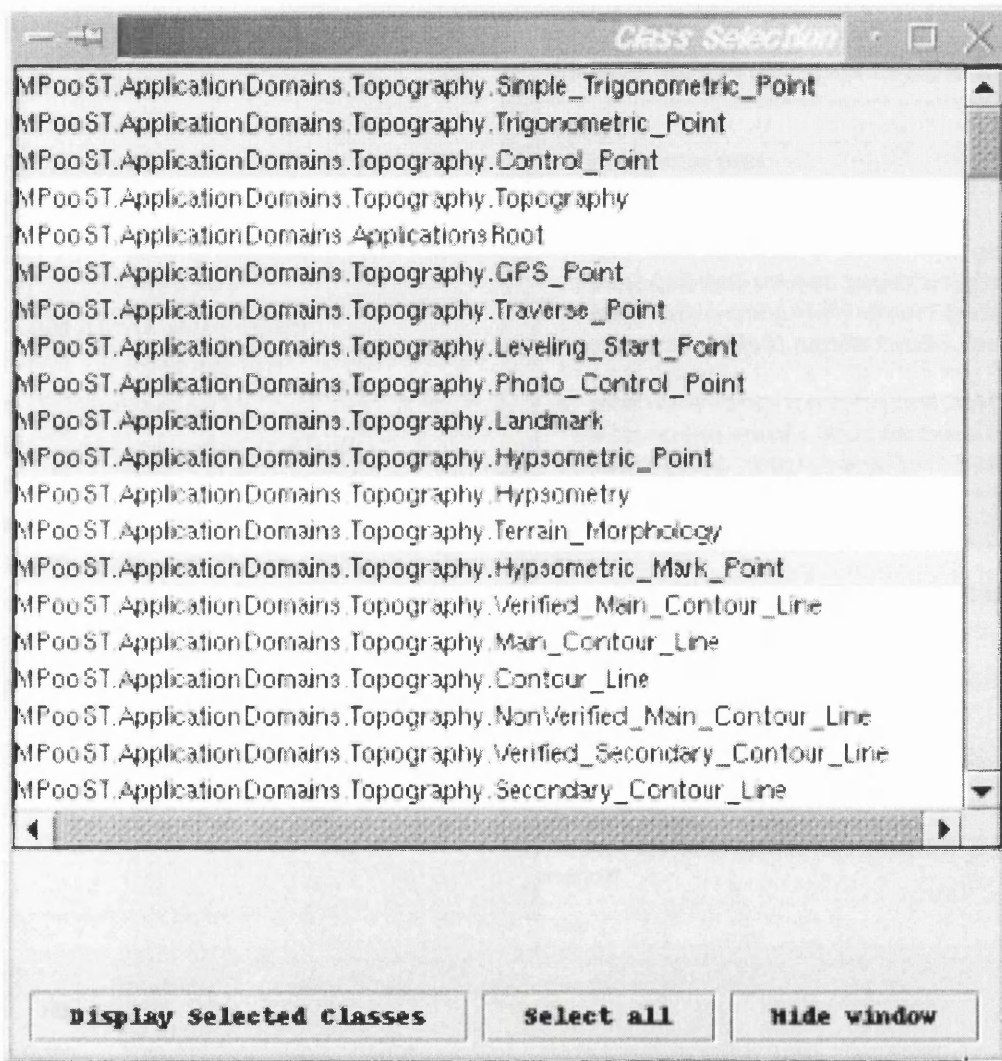 Class Selection
MPooST.ApplicationDomains.Topography.Simple_Trigonometric_Point
MPooST.ApplicationDomains.Topography.Trigonometric_Point
MPooST.ApplicationDomains.Topography.Control_Point
MPooST.ApplicationDomains.Topography.Topography
MPooST.ApplicationDomains.ApplicationsRoot
MPooST.ApplicationDomains.Topography.GPS_Point
MPooST.ApplicationDomains.Topography.Traverse_Point
MPooST.ApplicationDomains.Topography.Leveling_Start_Point
MPooST.ApplicationDomains.Topography.Photo_Control_Point
MPooST.ApplicationDomains.Topography.Landmark
MPooST.ApplicationDomains.Topography.Hypsometric_Point
MPooST.ApplicationDomains.Topography.Hypsometry
MPooST.ApplicationDomains.Topography.Terrain_Morphology
MPooST.ApplicationDomains.Topography.Hypsometric_Mark_Point
MPooST.ApplicationDomains.Topography.Verified_Main_Contour_Line
MPooST.ApplicationDomains.Topography.Main_Contour_Line
MPooST.ApplicationDomains.Topography.Contour_Line
MPooST.ApplicationDomains.Topography.NonVerified_Main_Contour_Line
MPooST.ApplicationDomains.Topography.Verified_Secondary_Contour_Line
MPooST.ApplicationDomains.Topography.Secondary_Contour_Line
Display Selected Classes
Select all
Hide window